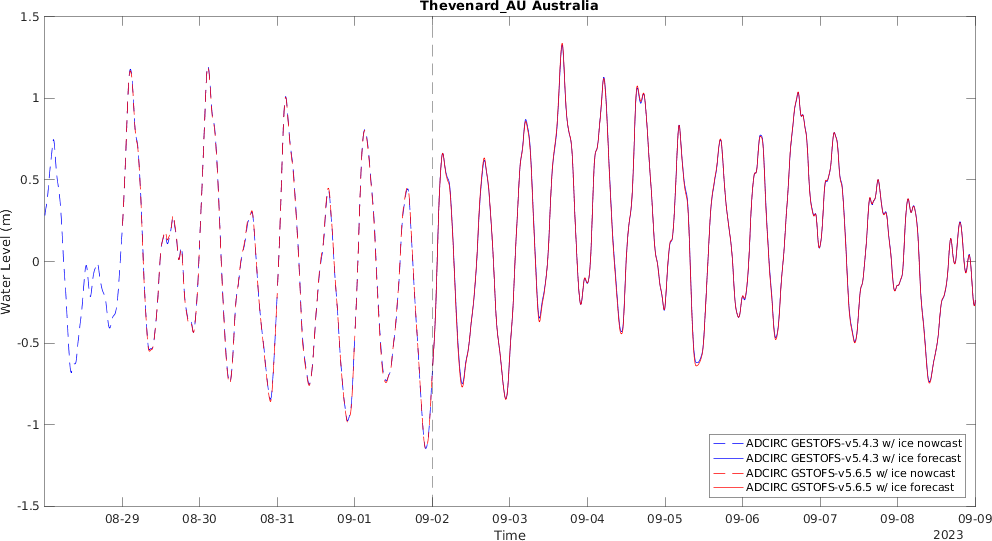 Thevenard_AU Australia
1.5
1
0.5
0
-0.5
-1
-1.5
Water Level (m)
ADCIRC GESTOFS-v5.4.3 w/ ice nowcast
ADCIRC GESTOFS-v5.4.3 w/ ice forecast
ADCIRC GSTOFS-v5.6.5 w/ ice nowcast
ADCIRC GSTOFS-v5.6.5 w/ ice forecast
08-29 08-30 08-31 09-01 09-02 09-03 09-04 09-05 09-06 09-07 09-08 09-09
Time
2023